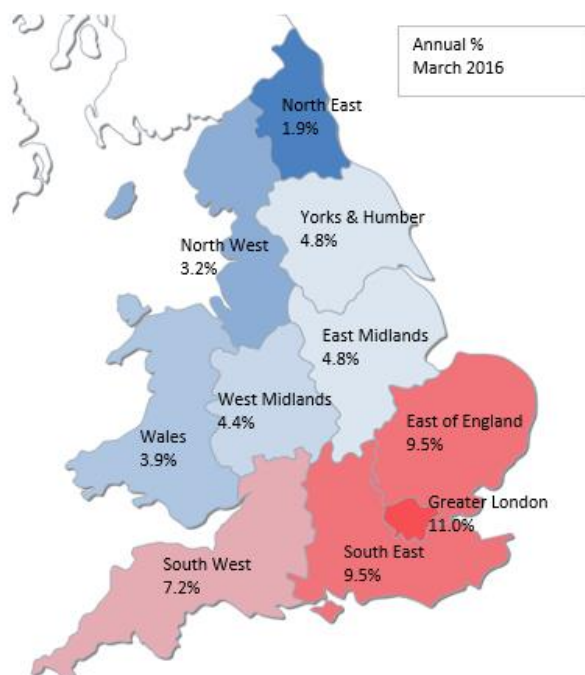 Annual %
March 2016
North East
1.9%
Yorks & Humber
4.8%
North West
3.2%
East Midlands
4.8%
West Midlands
4.4%
East of England
9.5%
Wales
3.9%
Greater London
11.0%
South East
9.5%
South West
7.2%